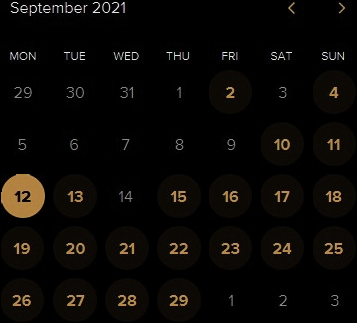 September 2021
MON TUE WED THU FRI SAT SUN
29 30 31 1 2 3 4
5 6 7 8 9 10 11
12 13 14 15 16 17 18
19 20 21 22 23 24 25
26 27 28 29 1 2 3